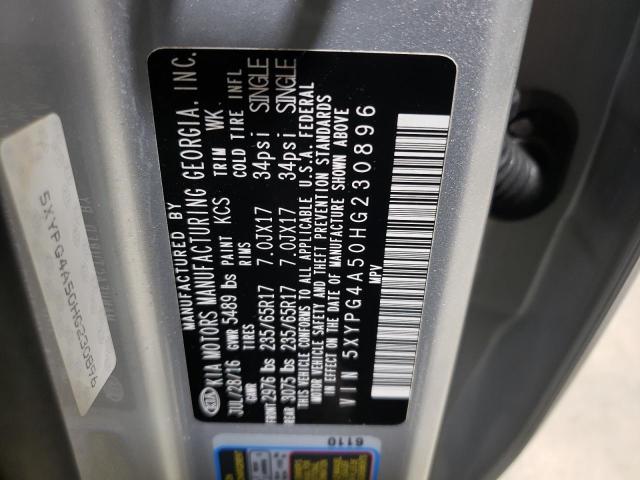 MANUFACTURED BY
KIA KIA MOTORS MANUFACTURING GEORGIA. INC.
JUL/28/16 GVWR 5489 lbs PAINT KCS TRIM WK
GAWR TIRES RIMS COLD TIRE INFL
FRONT 2976 lbs 235/65R17 7.0JX17 34psi SINGLE
REAR 3075 lbs 235/65R17 7.0JX17 34psi SINGLE
THIS VEHICLE CONFORMS TO ALL APPLICABLE U.S.A. FEDERAL
MOTOR VEHICLE SAFETY AND THEFT PREVENTION STANDARDS
IN EFFECT ON THE DATE OF MANUFACTURE SHOWN ABOVE
VIN 5XYPG4A50HG230896
MPV
5XYPG4A50HG230896
6110